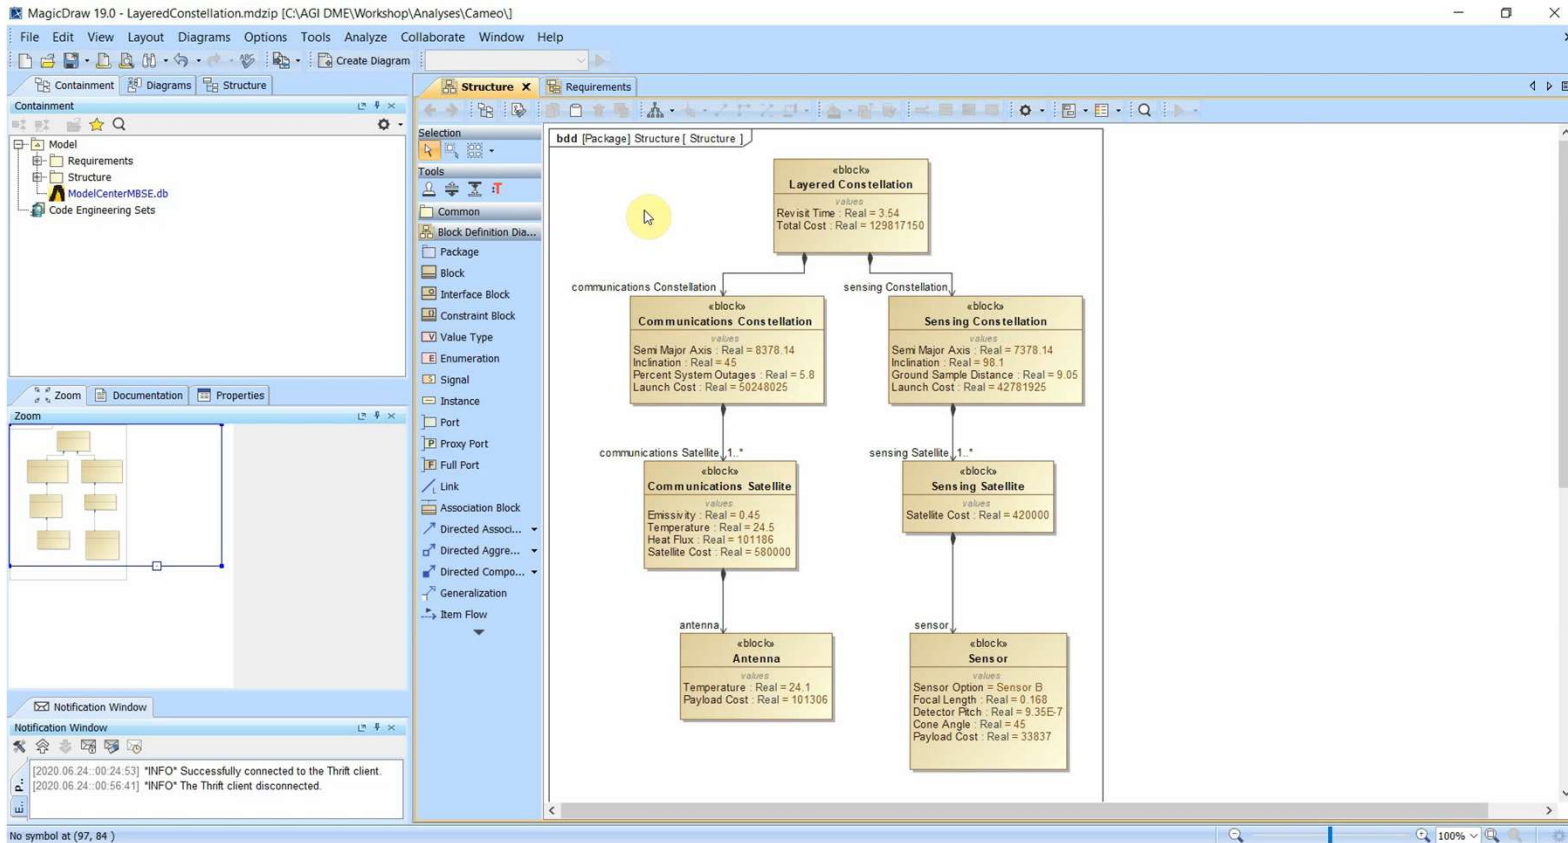 MagicDraw 19.0 - LayeredConstellation.mdzip [C:\AGI DME\Workshop\Analyses\Cameo\]
File Edit View Layout Diagrams Options Tools Analyze Collaborate Window Help
Create Diagram
Containment Diagrams Structure
Containment
Model
Requirements
Structure
ModelCenterMBSE.db
Code Engineering Sets
Zoom Documentation Properties
Zoom
Notification Window
Notification Window
[2020.06.24::00:24:53] *INFO* Successfully connected to the Thrift client.
[2020.06.24::00:56:41] *INFO* The Thrift client disconnected.
P..
E..
Structure X Requirements
Selection
Tools
Common
Block Definition Dia...
Package
Block
Interface Block
Constraint Block
Value Type
Enumeration
Signal
Instance
Port
Proxy Port
Full Port
Link
Association Block
Directed Associ...
Directed Aggre...
Directed Compo...
Generalization
Item Flow
bdd [Package] Structure [ Structure ]
«block»
Layered Constellation
values
Revisit Time : Real = 3.54
Total Cost : Real = 129817150
communications Constellation
«block»
Communications Constellation
values
Semi Major Axis : Real = 8378.14
Inclination : Real = 45
Percent System Outages : Real = 5.8
Launch Cost : Real = 50248025
sensing Constellation
«block»
Sensing Constellation
values
Semi Major Axis : Real = 7378.14
Inclination : Real = 98.1
Ground Sample Distance : Real = 9.05
Launch Cost : Real = 42781925
communications Satellite 1..*
«block»
Communications Satellite
values
Emissivity : Real = 0.45
Temperature : Real = 24.5
Heat Flux : Real = 101186
Satellite Cost : Real = 580000
sensing Satellite 1..*
«block»
Sensing Satellite
values
Satellite Cost : Real = 420000
antenna
«block»
Antenna
values
Temperature : Real = 24.1
Payload Cost : Real = 101306
sensor
«block»
Sensor
values
Sensor Option = Sensor B
Focal Length : Real = 0.168
Detector Pitch : Real = 9.35E-7
Cone Angle : Real = 45
Payload Cost : Real = 33837
No symbol at (97, 84 )
100%